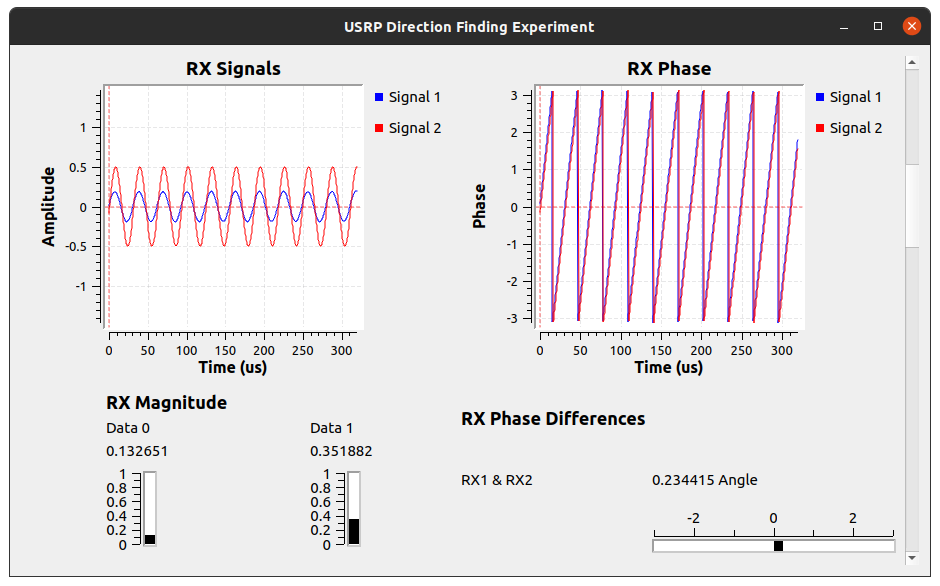 USRP Direction Finding Experiment
RX Signals
Amplitude
1
0.5
0
-0.5
-1
0 50 100 150 200 250 300
Time (us)
Signal 1
Signal 2
RX Phase
Phase
3
2
1
0
-1
-2
-3
0 50 100 150 200 250 300
Time (us)
Signal 1
Signal 2
RX Magnitude
Data 0
0.132651
1
0.8
0.6
0.4
0.2
0
Data 1
0.351882
1
0.8
0.6
0.4
0.2
0
RX Phase Differences
RX1 & RX2 0.234415 Angle
-2 0 2